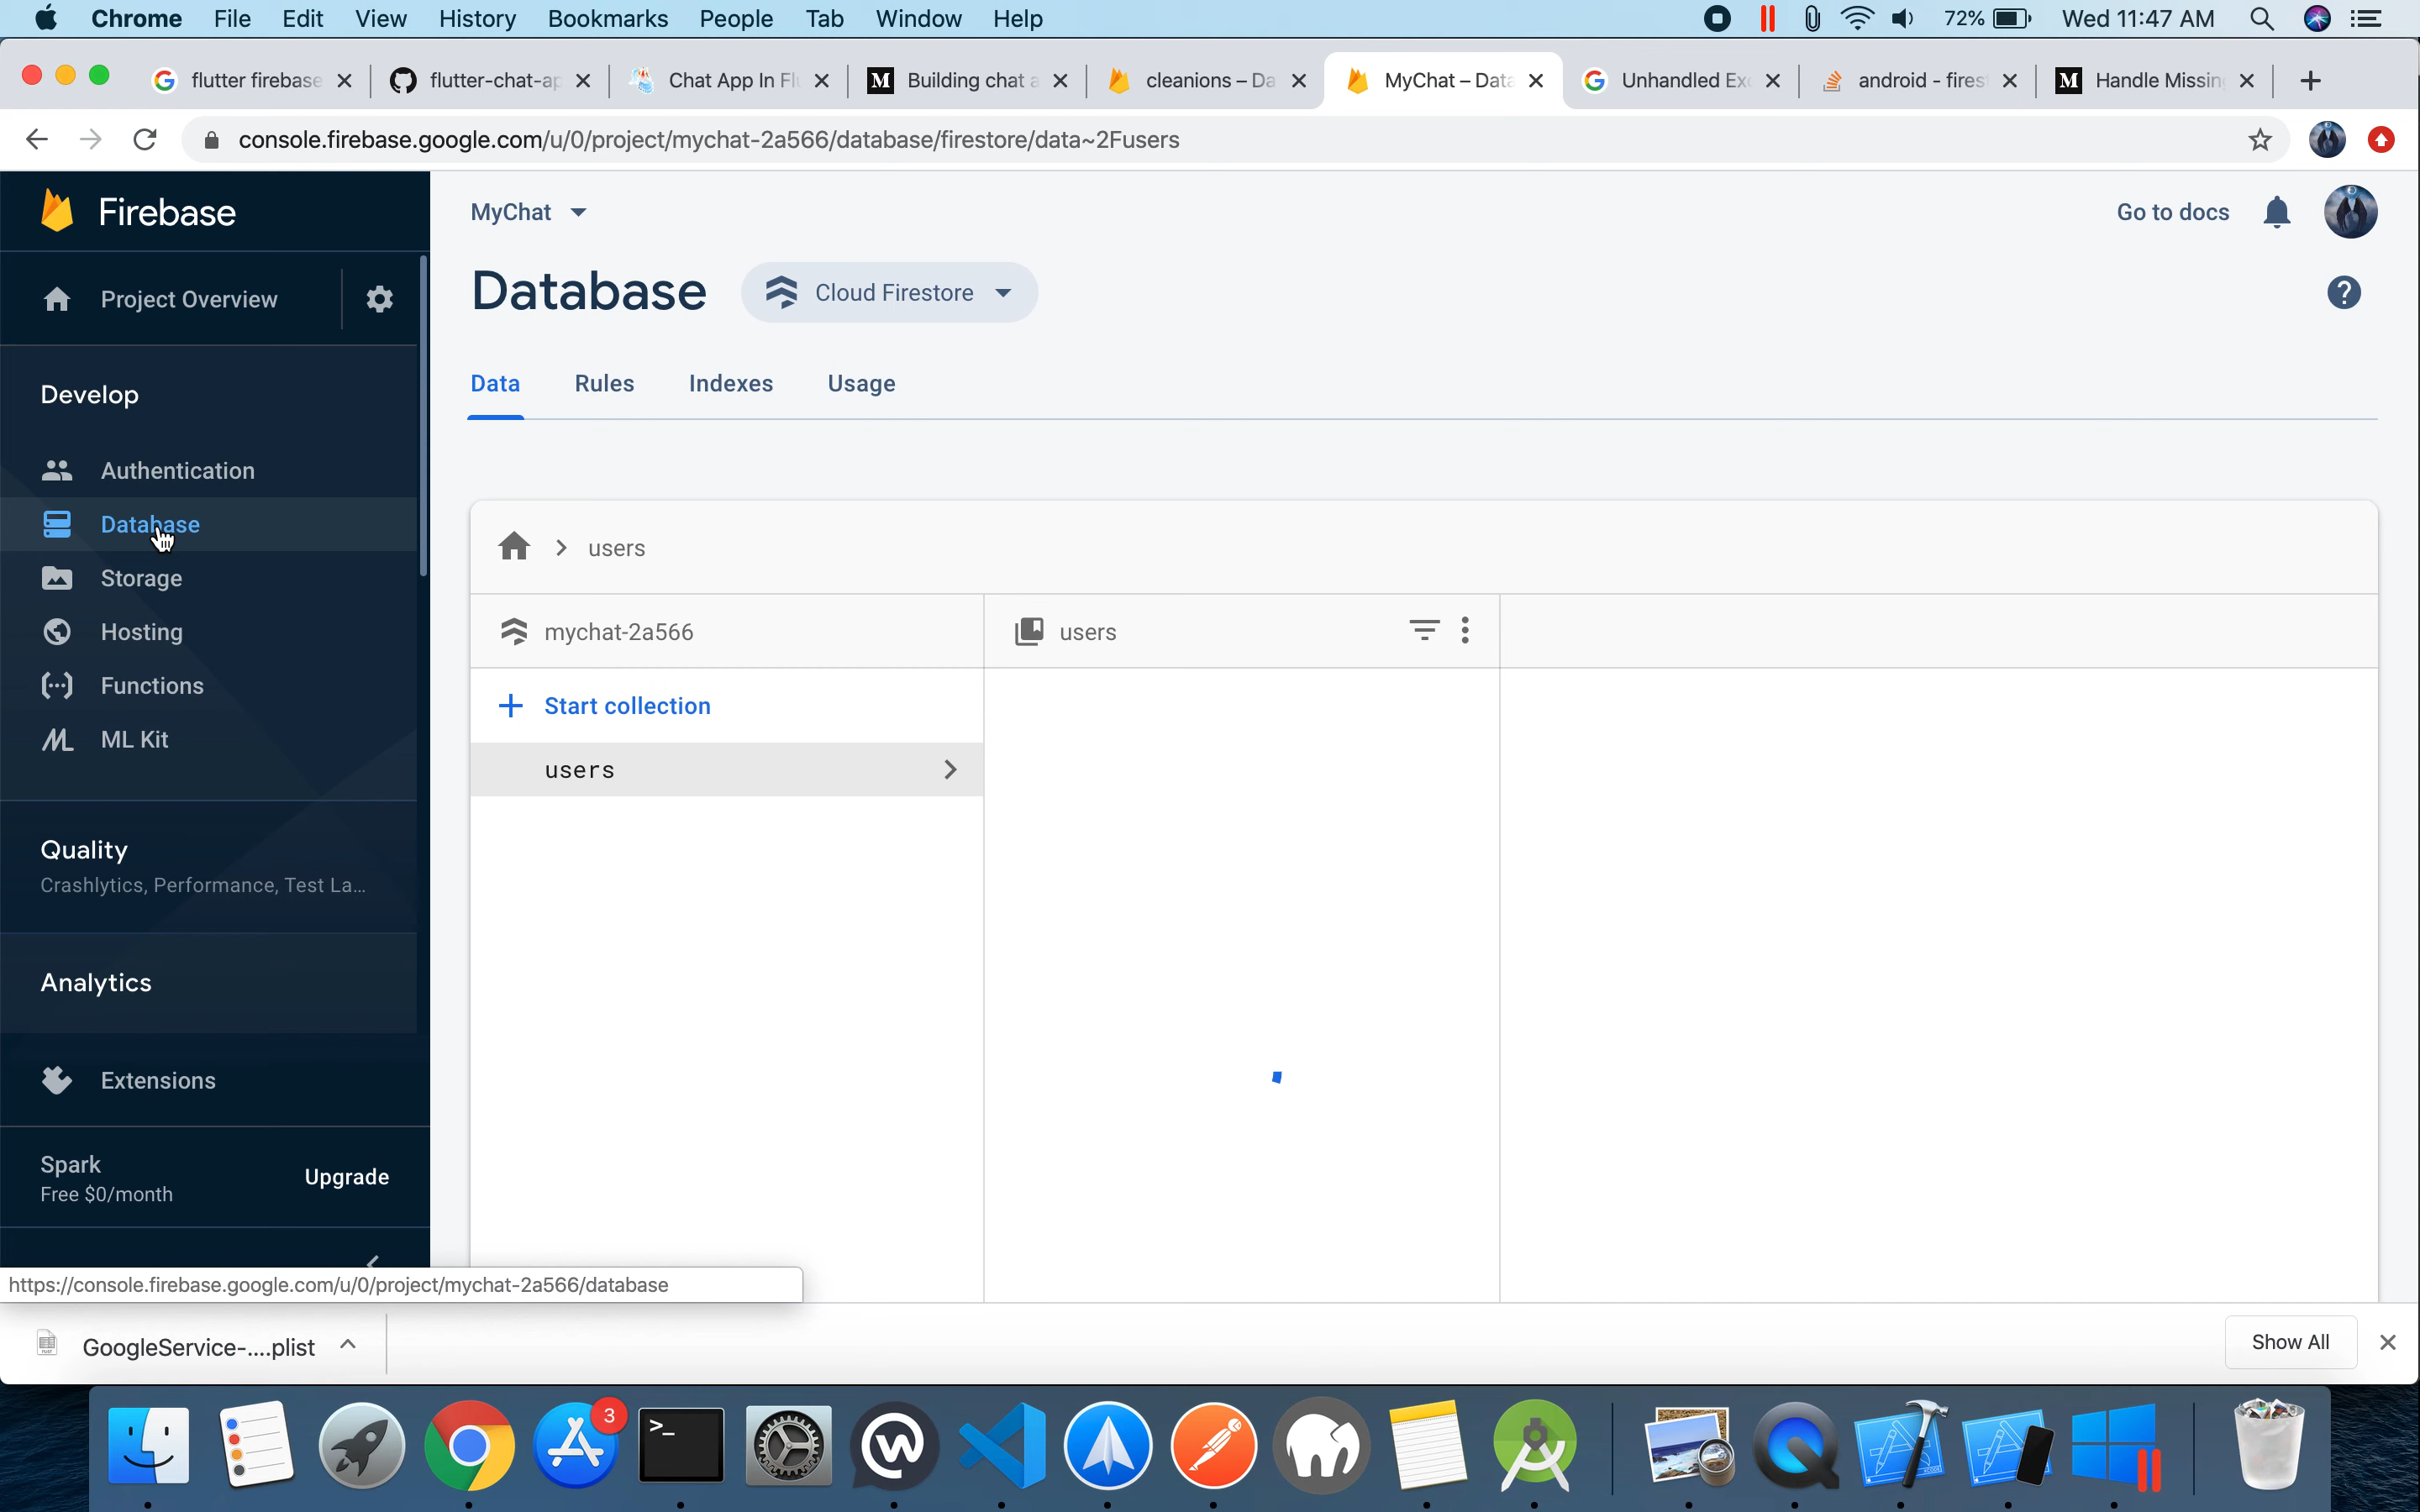 Chrome File Edit View History Bookmarks People Tab Window Help 72% Wed 11:47 AM
flutter firebase flutter-chat-ap Chat App In Flu Building chat a cleanions – Da MyChat – Data Unhandled Exc android - fires Handle Missing
console.firebase.google.com/u/0/project/mychat-2a566/database/firestore/data~2Fusers
Firebase
MyChat
Go to docs
Project Overview
Database
Cloud Firestore
Data Rules Indexes Usage
Develop
Authentication
Database
Storage
Hosting
Functions
ML Kit
Quality
Crashlytics, Performance, Test La...
Analytics
Extensions
Spark
Free $0/month
Upgrade
users
mychat-2a566
users
Start collection
users
https://console.firebase.google.com/u/0/project/mychat-2a566/database
GoogleService-....plist
Show All
3